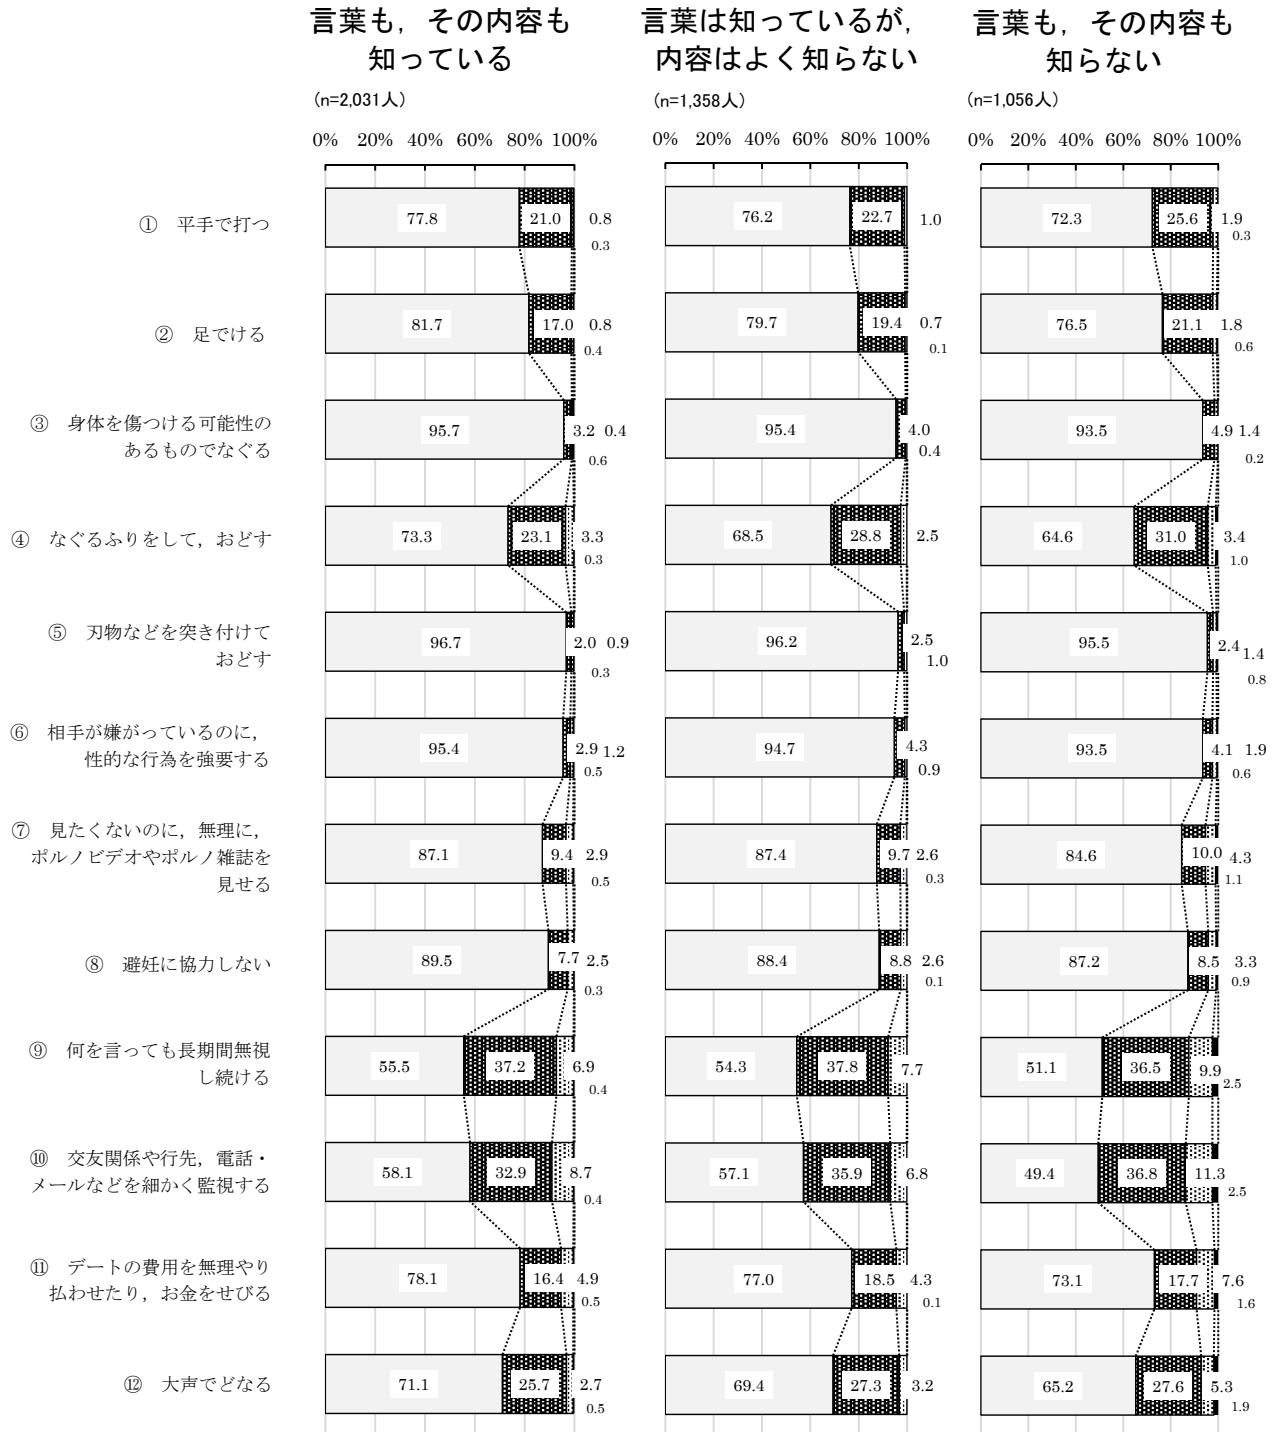 言葉も，その内容も
知っている
(n=2,031人)
言葉は知っているが，
内容はよく知らない
(n=1,358人)
言葉も，その内容も
知らない
(n=1,056人)
0% 20% 40% 60% 80% 100%
0% 20% 40% 60% 80% 100%
0% 20% 40% 60% 80% 100%
① 平手で打つ
77.8 21.0 0.8
0.3
76.2 22.7 1.0
72.3 25.6 1.9
0.3
② 足でける
81.7 17.0 0.8
0.4
79.7 19.4 0.7
0.1
76.5 21.1 1.8
0.6
③ 身体を傷つける可能性の
あるものでなぐる
95.7 3.2 0.4
0.6
95.4 4.0
0.4
93.5 4.9 1.4
0.2
④ なぐるふりをして，おどす
73.3 23.1 3.3
0.3
68.5 28.8 2.5
64.6 31.0 3.4
1.0
⑤ 刃物などを突き付けて
おどす
96.7 2.0 0.9
0.3
96.2 2.5
1.0
95.5 2.4 1.4
0.8
⑥ 相手が嫌がっているのに，
性的な行為を強要する
95.4 2.9 1.2
0.5
94.7 4.3
0.9
93.5 4.1 1.9
0.6
⑦ 見たくないのに，無理に，
ポルノビデオやポルノ雑誌を
見せる
87.1 9.4 2.9
0.5
87.4 9.7 2.6
0.3
84.6 10.0 4.3
1.1
⑧ 避妊に協力しない
89.5 7.7 2.5
0.3
88.4 8.8 2.6
0.1
87.2 8.5 3.3
0.9
⑨ 何を言っても長期間無視
し続ける
55.5 37.2 6.9
0.4
54.3 37.8 7.7
51.1 36.5 9.9
2.5
⑩ 交友関係や行先，電話・
メールなどを細かく監視する
58.1 32.9 8.7
0.4
57.1 35.9 6.8
49.4 36.8 11.3
2.5
⑪ デートの費用を無理やり
払わせたり，お金をせびる
78.1 16.4 4.9
0.5
77.0 18.5 4.3
0.1
73.1 17.7 7.6
1.6
⑫ 大声でどなる
71.1 25.7 2.7
0.5
69.4 27.3 3.2
65.2 27.6 5.3
1.9